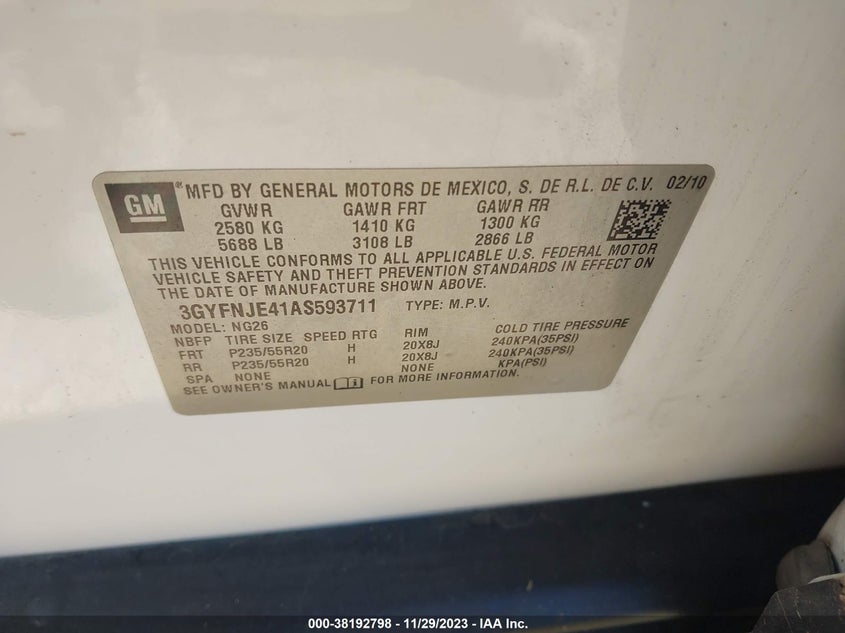 GM
® MFD BY GENERAL MOTORS DE MEXICO, S. DE R.L. DE C.V. 02/10
GVWR GAWR FRT GAWR RR
2580 KG 1410 KG 1300 KG
5688 LB 3108 LB 2866 LB
THIS VEHICLE CONFORMS TO ALL APPLICABLE U.S. FEDERAL MOTOR
VEHICLE SAFETY AND THEFT PREVENTION STANDARDS IN EFFECT ON
THE DATE OF MANUFACTURE SHOWN ABOVE.
3GYFNJE41AS593711 TYPE: M.P.V.
MODEL: NG26
NBFP TIRE SIZE SPEED RTG RIM COLD TIRE PRESSURE
FRT P235/55R20 H 20X8J 240KPA(35PSI)
RR P235/55R20 H 20X8J 240KPA(35PSI)
SPA NONE NONE KPA(PSI)
SEE OWNER'S MANUAL FOR MORE INFORMATION.
000-38192798 - 11/29/2023 - IAA Inc.